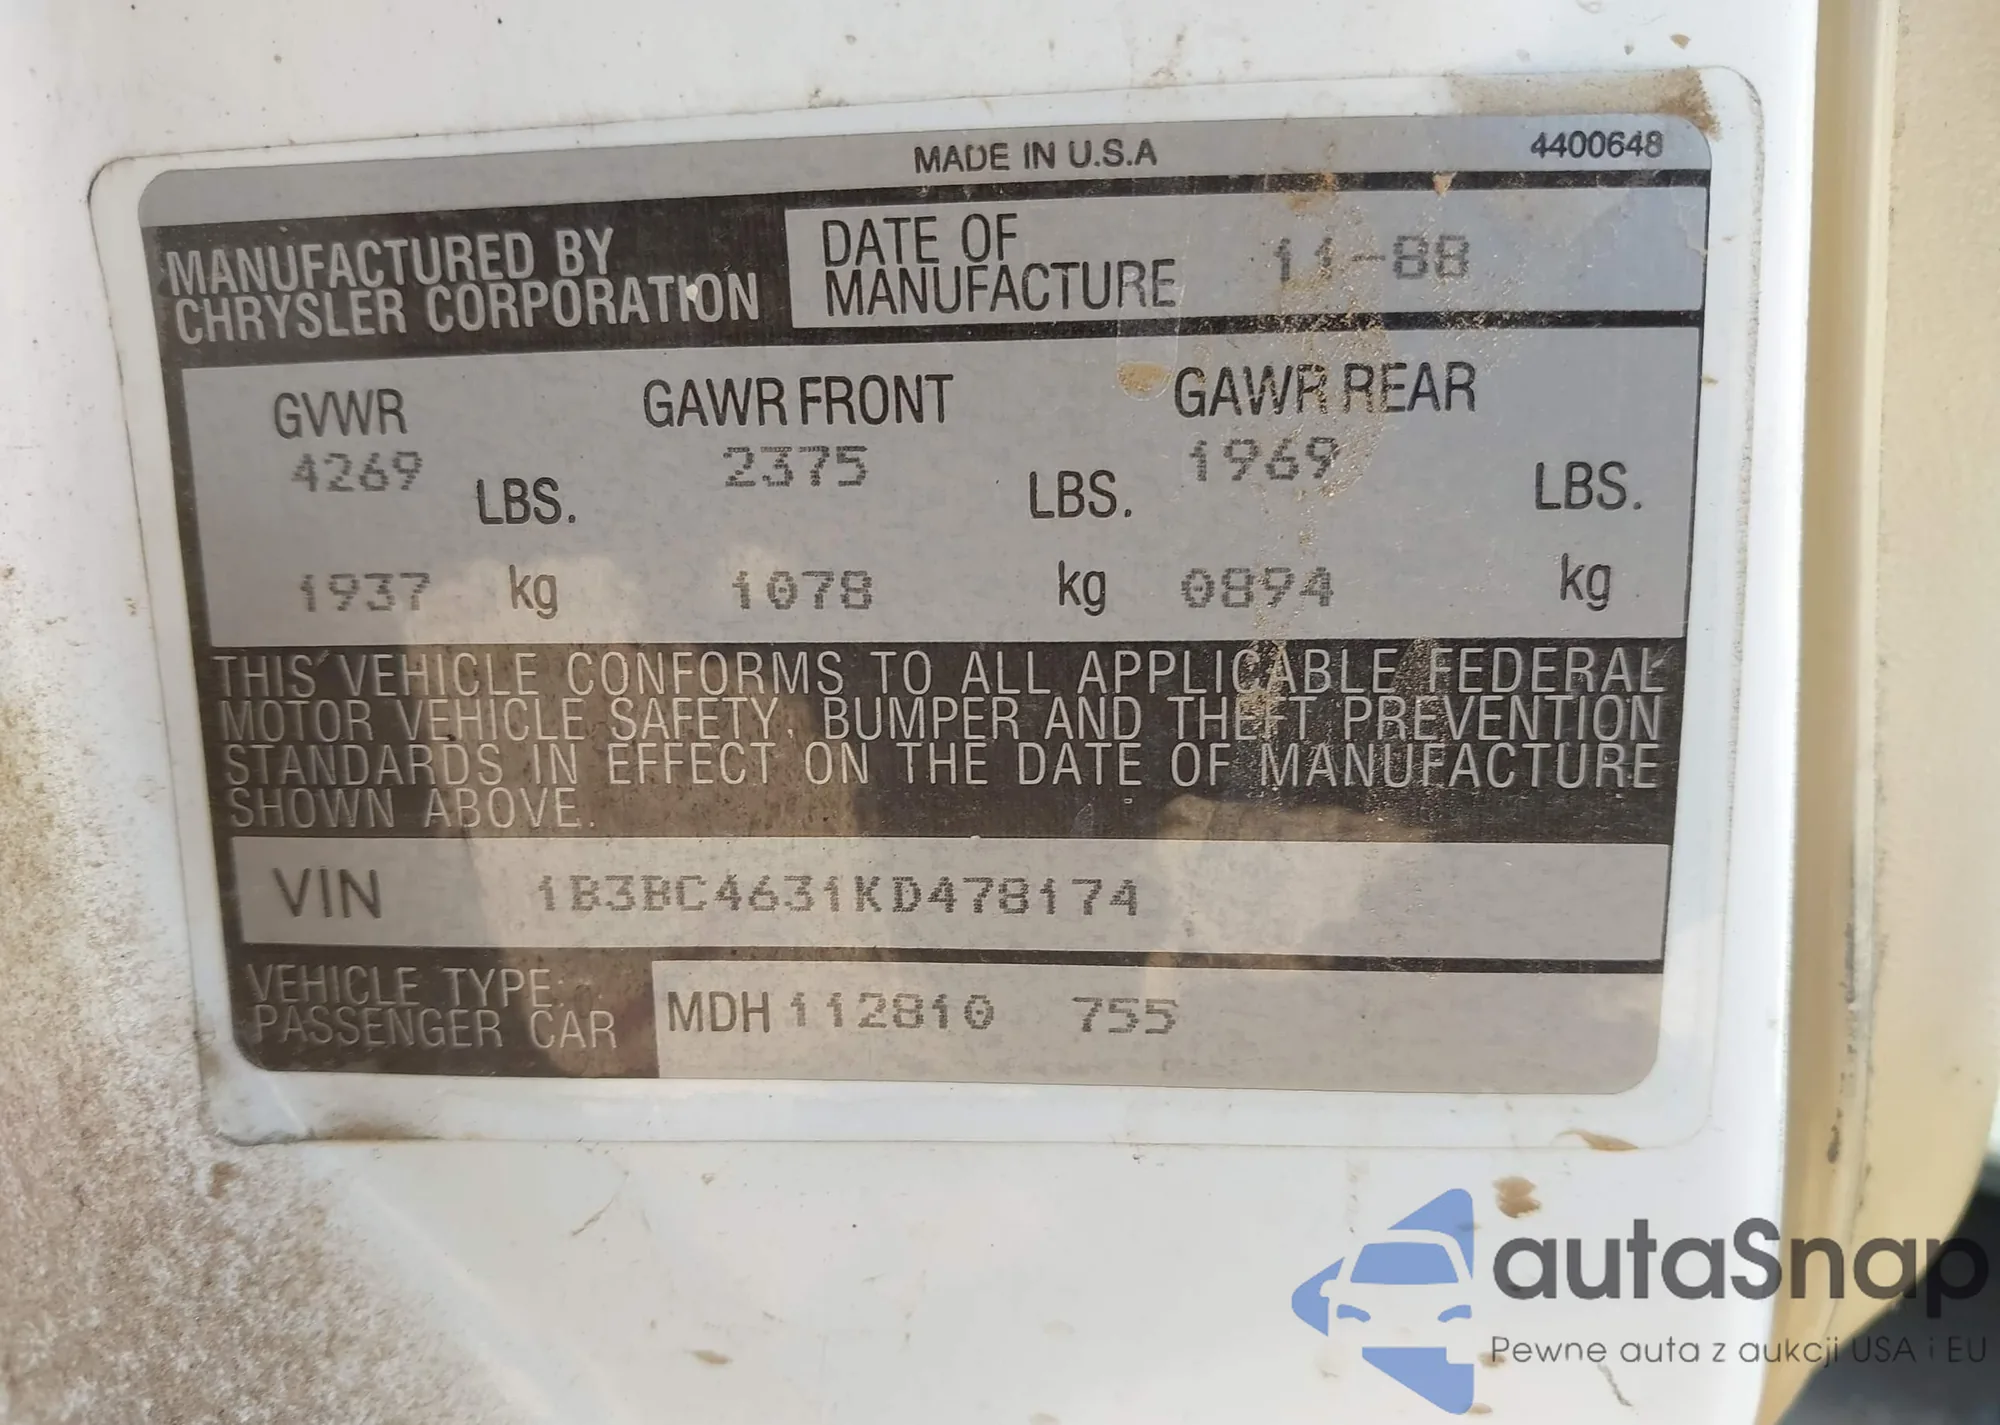 MADE IN U.S.A 4400648
MANUFACTURED BY
CHRYSLER CORPORATION
DATE OF
MANUFACTURE 11-88
GVWR GAWR FRONT GAWR REAR
4269 LBS. 2375 LBS. 1969 LBS.
1937 kg 1078 kg 0894 kg
THIS VEHICLE CONFORMS TO ALL APPLICABLE FEDERAL
MOTOR VEHICLE SAFETY, BUMPER AND THEFT PREVENTION
STANDARDS IN EFFECT ON THE DATE OF MANUFACTURE
SHOWN ABOVE.
VIN 1B3BC4631KD478174
VEHICLE TYPE:
PASSENGER CAR
MDH 112810 755
autaSnap
Pewne auta z aukcji USA i EU